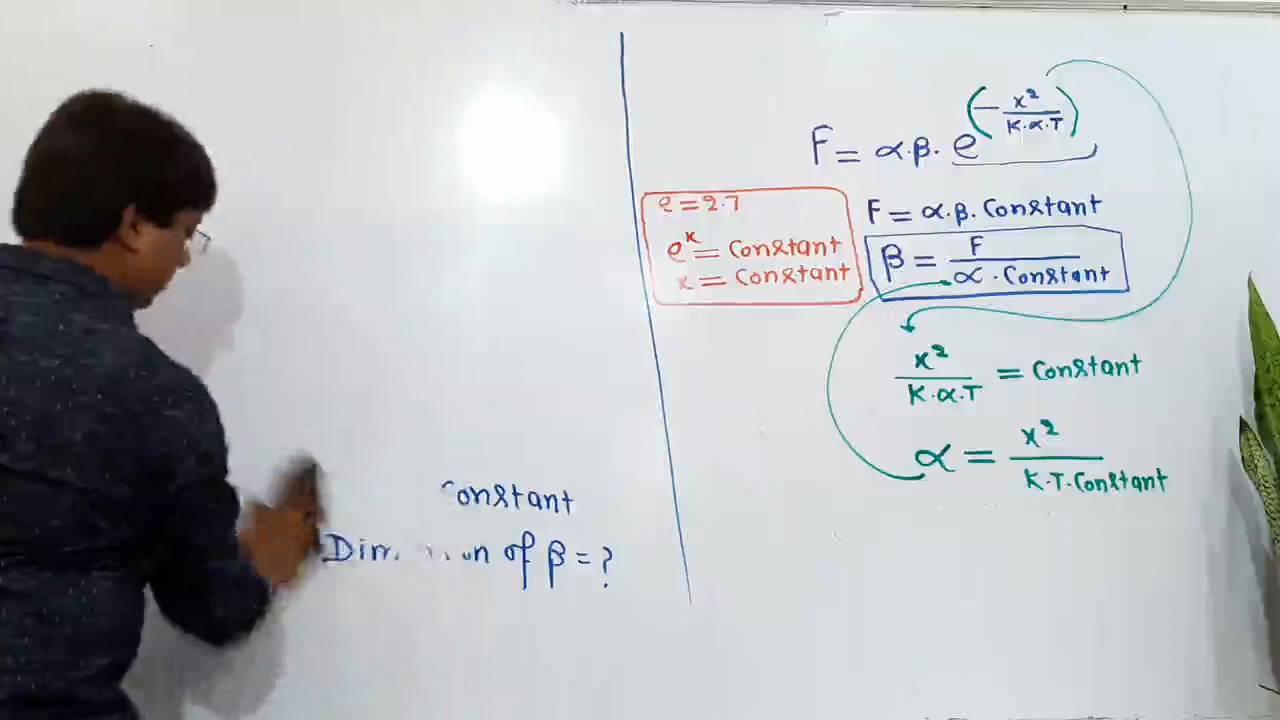 onstant
Dim of β = ?
F = α.β. e^(-x²/K.α.T)
e = 2.7
e^x = Constant
x = Constant
F = α.β. Constant
β = F/α . Constant
x²/K.α.T = Constant
α = x²/K.T.Constant